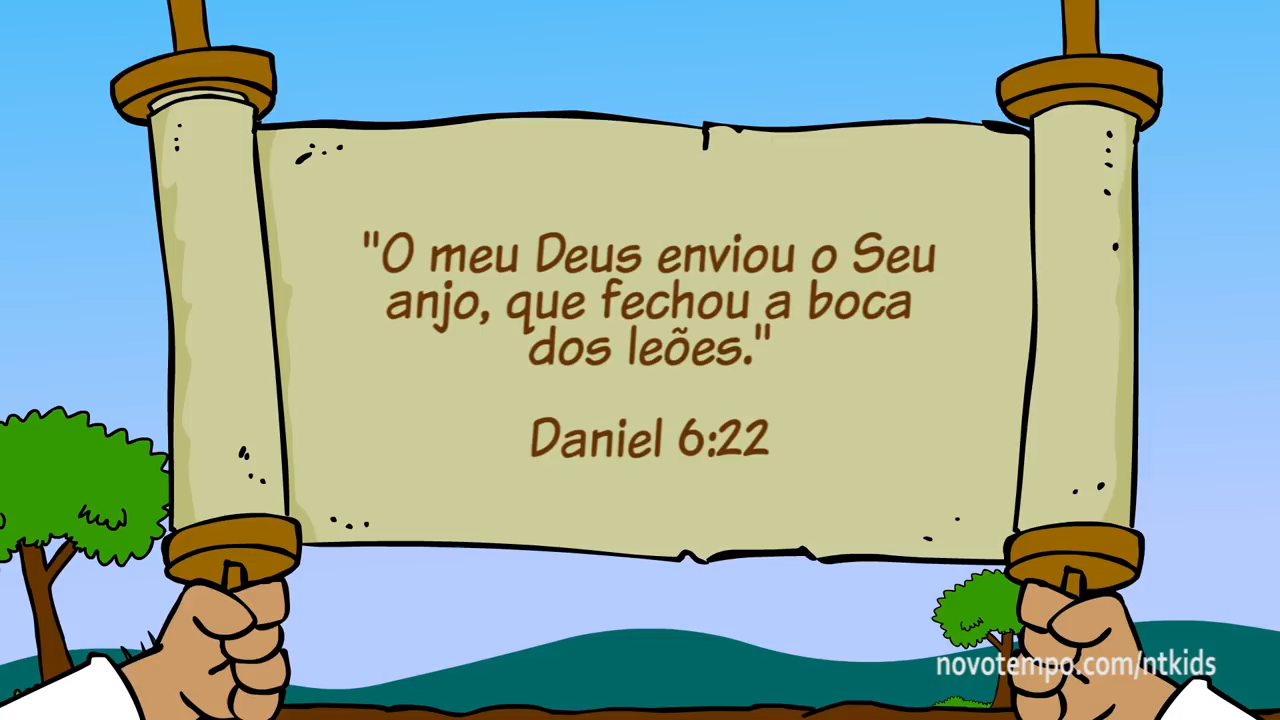 "O meu Deus enviou o Seu
anjo, que fechou a boca
dos leões."
Daniel 6:22
novotempo.com/ntkids